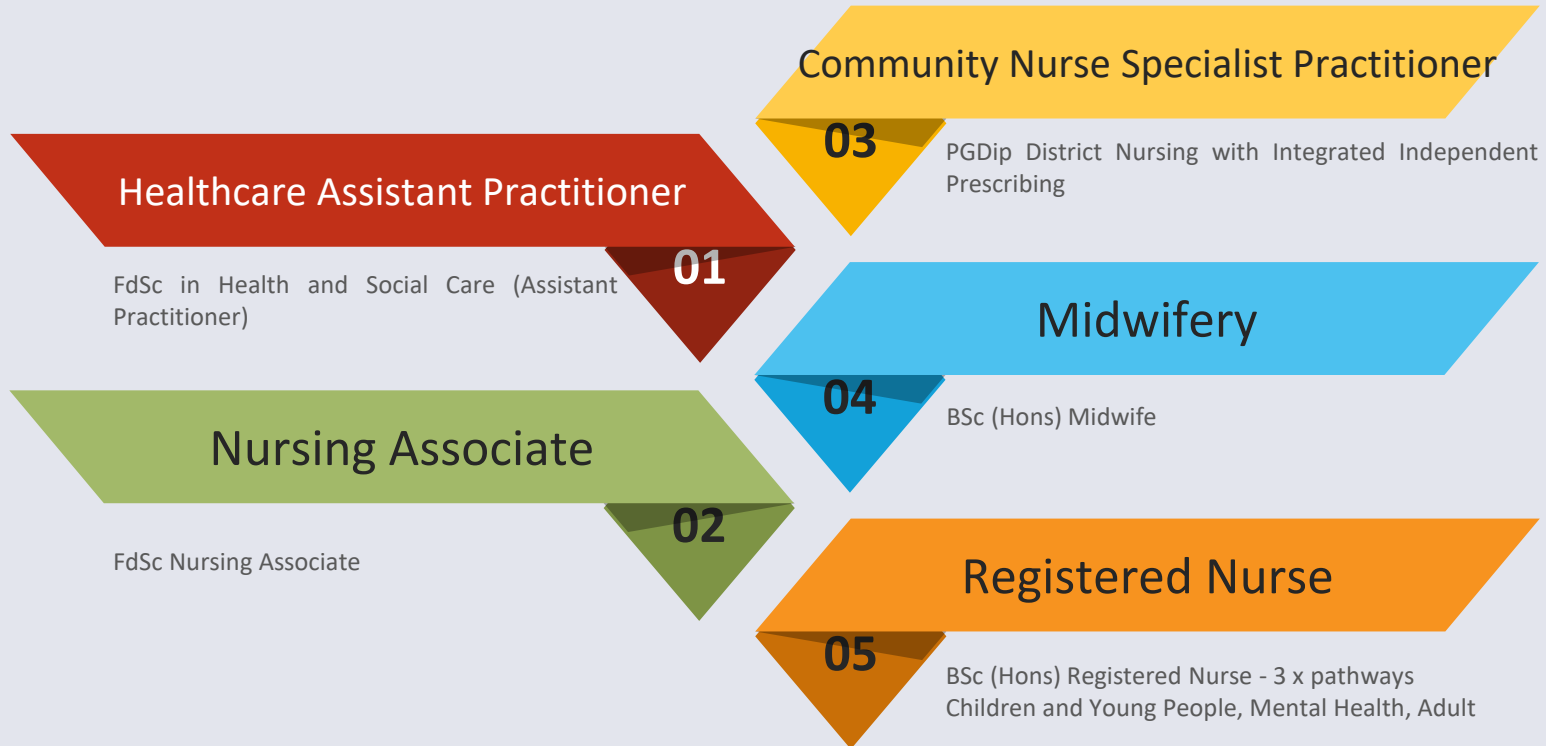 Healthcare Assistant Practitioner
01
FdSc in Health and Social Care (Assistant
Practitioner)
Nursing Associate
02
FdSc Nursing Associate
Community Nurse Specialist Practitioner
03
PGDip District Nursing with Integrated Independent
Prescribing
Midwifery
04
BSc (Hons) Midwife
Registered Nurse
05
BSc (Hons) Registered Nurse - 3 x pathways
Children and Young People, Mental Health, Adult